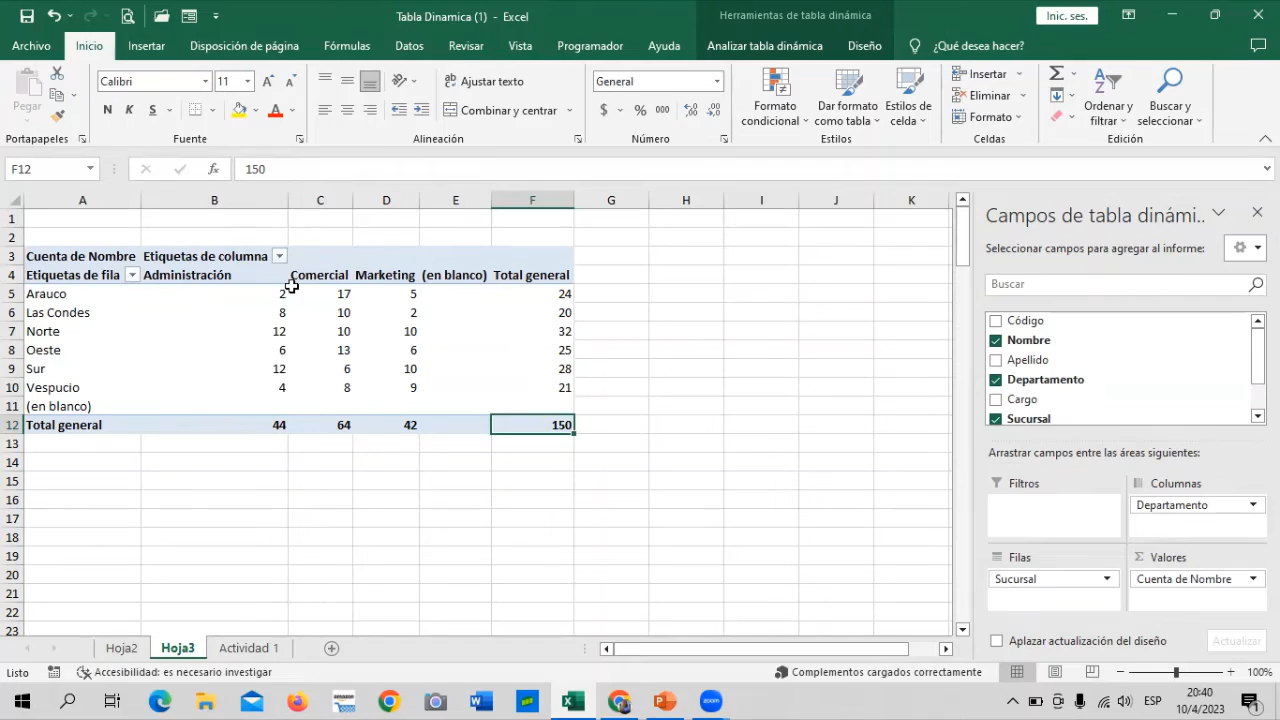 Tabla Dinamica (1) - Excel
Herramientas de tabla dinámica
Inic. ses.
Archivo Inicio Insertar Disposición de página Fórmulas Datos Revisar Vista Programador Ayuda Analizar tabla dinámica Diseño ¿Qué desea hacer?
Pegar
Calibri 11
N K S
Ajustar texto
Combinar y centrar
General
$ % 000
Formato condicional
Dar formato como tabla
Estilos de celda
Insertar
Eliminar
Formato
Ordenar y filtrar
Buscar y seleccionar
Portapapeles Fuente Alineación Número Estilos Celdas Edición
F12 fx 150
A B C D E F G H I J K
1
2
3 Cuenta de Nombre Etiquetas de columna
4 Etiquetas de fila Administración Comercial Marketing (en blanco) Total general
5 Arauco 2 17 5 24
6 Las Condes 8 10 2 20
7 Norte 12 10 10 32
8 Oeste 6 13 6 25
9 Sur 12 6 10 28
10 Vespucio 4 8 9 21
11 (en blanco)
12 Total general 44 64 42 150
13
14
15
16
17
18
19
20
21
22
23
Campos de tabla dinámi...
Seleccionar campos para agregar al informe:
Buscar
Código
Nombre
Apellido
Departamento
Cargo
Sucursal
Arrastrar campos entre las áreas siguientes:
Filtros Columnas
Departamento
Filas Valores
Sucursal Cuenta de Nombre
Aplazar actualización del diseño Actualizar
Hoja2 Hoja3 Actividad 1
Listo Accesibilidad: es necesario investigar Complementos cargados correctamente 100%
ESP 20:40
10/4/2023